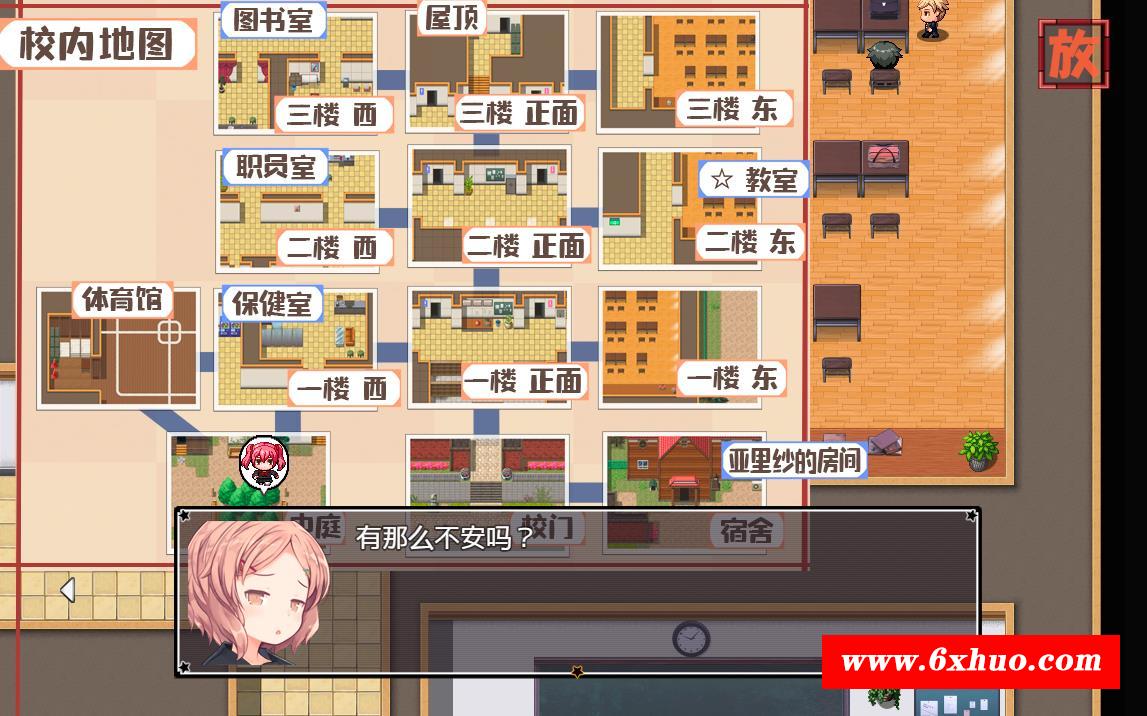 校内地图
图书室
屋顶
放
三楼 西
三楼 正面
三楼 东
职员室
☆ 教室
二楼 西
二楼 正面
二楼 东
体育馆
保健室
一楼 西
一楼 正面
一楼 东
亚里纱的房间
中庭
校门
宿舍
有那么不安吗？
www.6xhuo.com